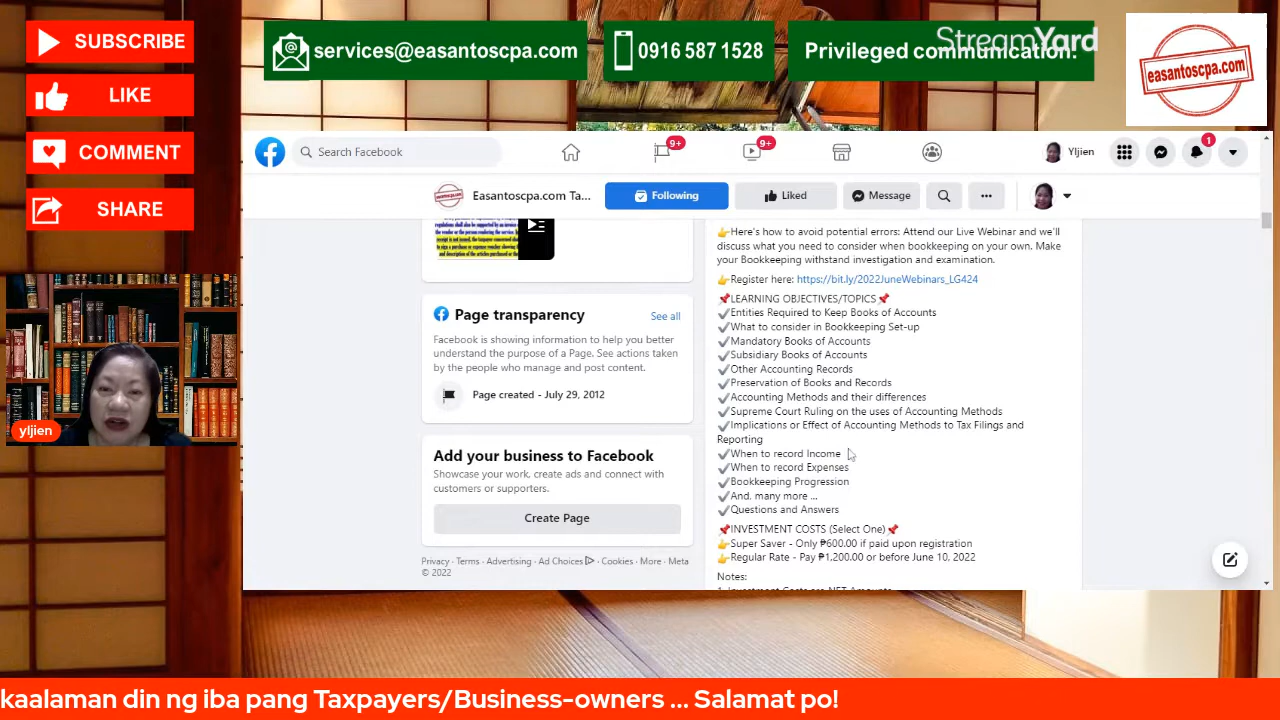 SUBSCRIBE
LIKE
COMMENT
SHARE
services@easantoscpa.com
0916 587 1528
Privileged communication!
StreamYard
easantoscpa.com
Search Facebook
9+
9+
Yljien
1
Easantoscpa.com Ta...
Following
Liked
Message
Page transparency
See all
Facebook is showing information to help you better
understand the purpose of a Page. See actions taken
by the people who manage and post content.
Page created - July 29, 2012
Add your business to Facebook
Showcase your work, create ads and connect with
customers or supporters.
Create Page
Privacy · Terms · Advertising · Ad Choices · Cookies · More · Meta
© 2022
👉Here's how to avoid potential errors: Attend our Live Webinar and we'll
discuss what you need to consider when bookkeeping on your own. Make
your Bookkeeping withstand investigation and examination.
👉Register here: https://bit.ly/2022JuneWebinars_LG424
📌LEARNING OBJECTIVES/TOPICS📌
✔Entities Required to Keep Books of Accounts
✔What to consider in Bookkeeping Set-up
✔Mandatory Books of Accounts
✔Subsidiary Books of Accounts
✔Other Accounting Records
✔Preservation of Books and Records
✔Accounting Methods and their differences
✔Supreme Court Ruling on the uses of Accounting Methods
✔Implications or Effect of Accounting Methods to Tax Filings and
Reporting
✔When to record Income
✔When to record Expenses
✔Bookkeeping Progression
✔And, many more ...
✔Questions and Answers
📌INVESTMENT COSTS (Select One)📌
👉Super Saver - Only ₱600.00 if paid upon registration
👉Regular Rate - Pay ₱1,200.00 or before June 10, 2022
Notes:
yljien
kaalaman din ng iba pang Taxpayers/Business-owners ... Salamat po!